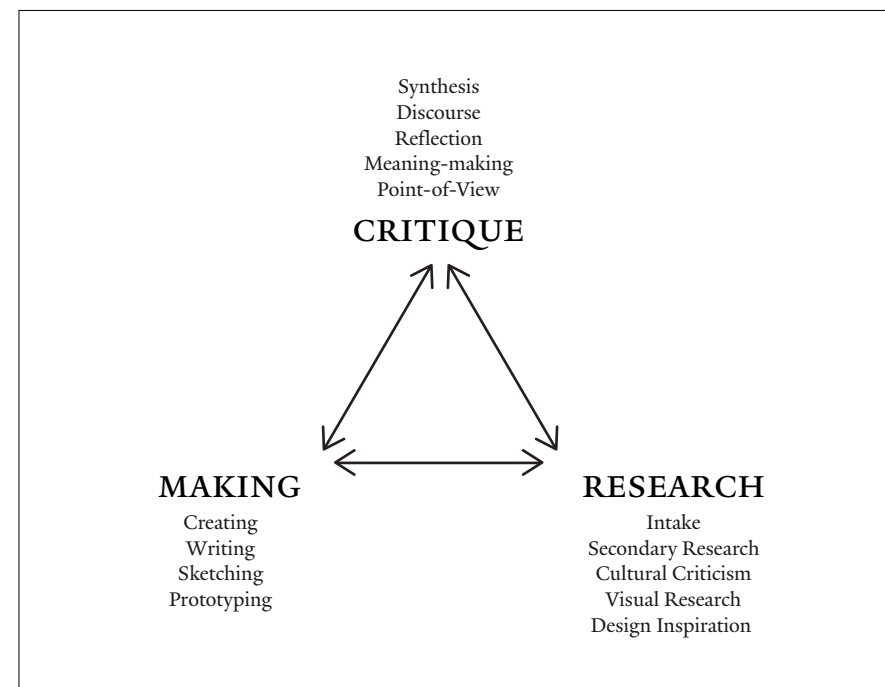 Synthesis
Discourse
Reflection
Meaning-making
Point-of-View
CRITIQUE
MAKING
Creating
Writing
Sketching
Prototyping
RESEARCH
Intake
Secondary Research
Cultural Criticism
Visual Research
Design Inspiration